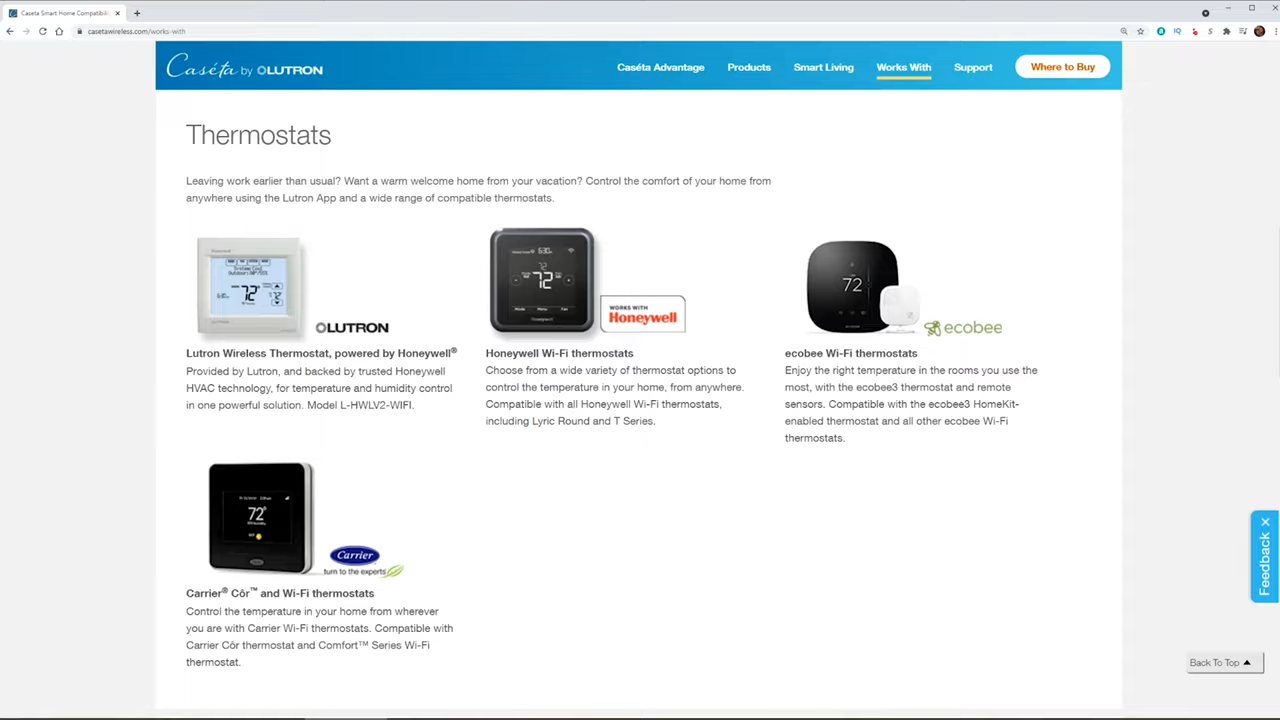 Caseta Smart Home Compatibili
casetawireless.com/works-with
Caséta by LUTRON
Caséta Advantage
Products
Smart Living
Works With
Support
Where to Buy
Thermostats
Leaving work earlier than usual? Want a warm welcome home from your vacation? Control the comfort of your home from
anywhere using the Lutron App and a wide range of compatible thermostats.
72
LUTRON
Lutron Wireless Thermostat, powered by Honeywell®
Provided by Lutron, and backed by trusted Honeywell
HVAC technology, for temperature and humidity control
in one powerful solution. Model L-HWLV2-WIFI.
6:30
72
72
WORKS WITH
Honeywell
Honeywell Wi-Fi thermostats
Choose from a wide variety of thermostat options to
control the temperature in your home, from anywhere.
Compatible with all Honeywell Wi-Fi thermostats,
including Lyric Round and T Series.
72
ecobee
ecobee Wi-Fi thermostats
Enjoy the right temperature in the rooms you use the
most, with the ecobee3 thermostat and remote
sensors. Compatible with the ecobee3 HomeKit-
enabled thermostat and all other ecobee Wi-Fi
thermostats.
72°
Carrier
turn to the experts
Carrier® Côr™ and Wi-Fi thermostats
Control the temperature in your home from wherever
you are with Carrier Wi-Fi thermostats. Compatible with
Carrier Côr thermostat and Comfort™ Series Wi-Fi
thermostat.
Feedback
Back To Top